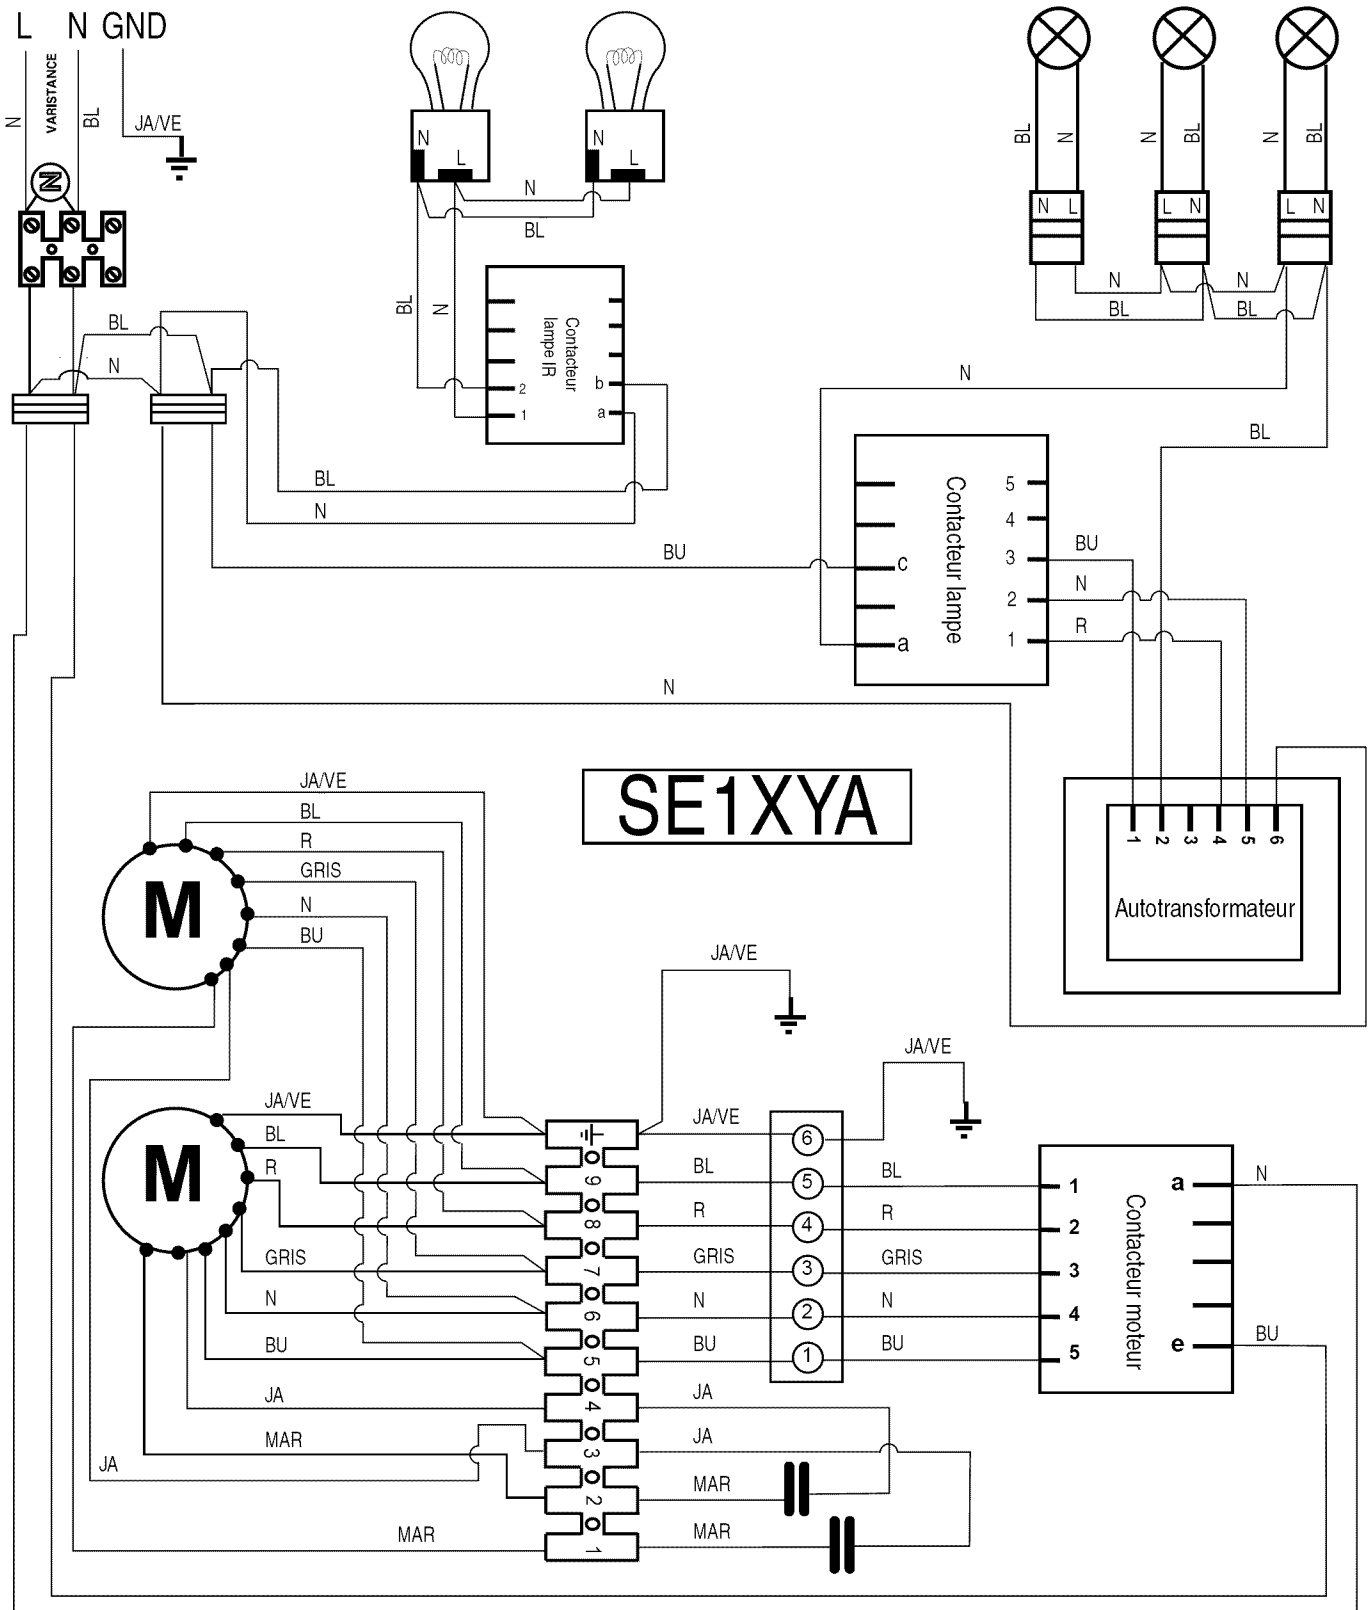 L N GND
VARISTANCE
N
BL
JA/VE
N
N L
N L
N
BL
BL
N
Contacteur
lampe IR
2
1
b
a
BL
N
BL
N
BL N
N BL
N BL
N L
L N
L N
N
BL
N
BL
N
BL
BU
Contacteur lampe
c
a
5
4
3
2
1
BU
N
R
N
SE1XYA
1 2 3 4 5 6
Autotransformateur
M
JA/VE
BL
R
GRIS
N
BU
M
JA/VE
BL
R
GRIS
N
BU
JA
MAR
JA
MAR
9
8
7
6
5
4
3
2
1
JA/VE
JA/VE
BL
R
GRIS
N
BU
JA
JA
MAR
MAR
6
5
4
3
2
1
JA/VE
BL
R
GRIS
N
BU
1
2
3
4
5
Contacteur moteur
a
e
N
BU